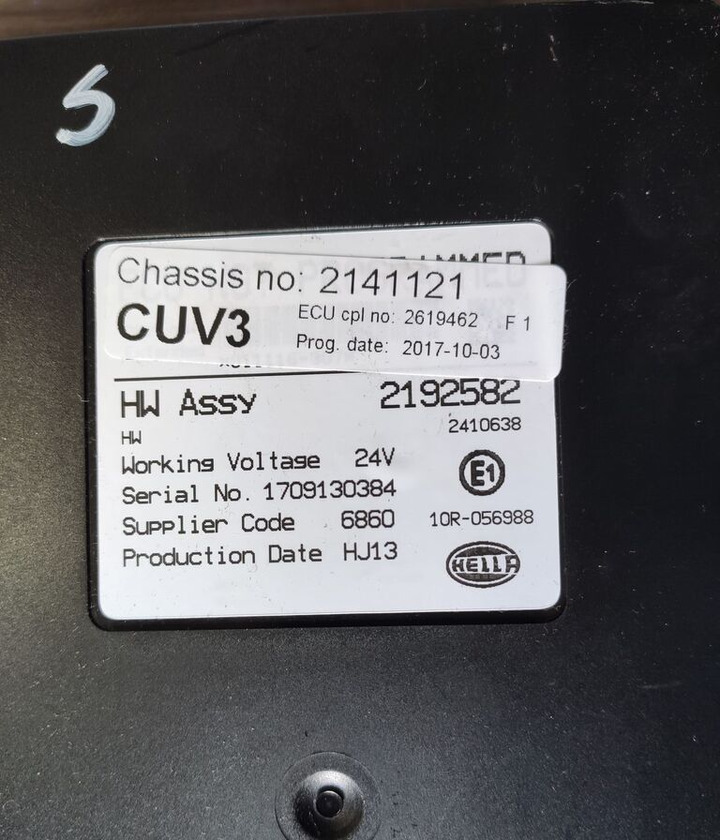 S
Chassis no: 2141121
CUV3 ECU cpl no: 2619462 F 1
Prog. date: 2017-10-03
HW Assy 2192582
HW 2410638
Working Voltage 24V
E1
Serial No. 1709130384
Supplier Code 6860 10R-056988
Production Date HJ13
HELLA